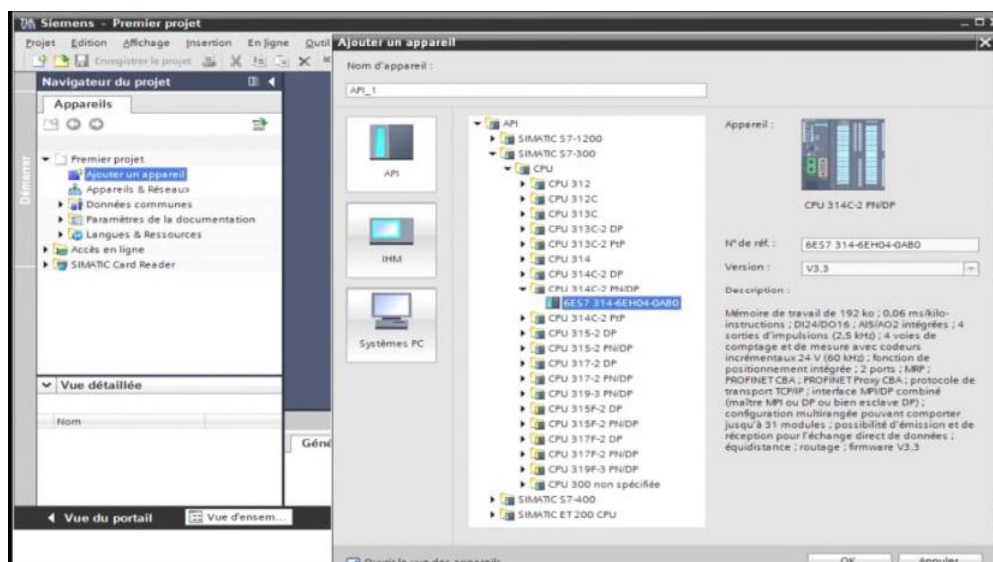 Siemens - Premier projet
Projet Edition Affichage Insertion En ligne Outil
Enregistrer le projet
Navigateur du projet
Appareils
Démarrer
Premier projet
Ajouter un appareil
Appareils & Réseaux
Données communes
Paramètres de la documentation
Langues & Ressources
Accès en ligne
SIMATIC Card Reader
Vue détaillée
Nom
Géné
Vue du portail
Vue d'ensem...
Ajouter un appareil
Nom d'appareil :
API_1
API
IHM
Systèmes PC
API
SIMATIC S7-1200
SIMATIC S7-300
CPU
CPU 312
CPU 312C
CPU 313C
CPU 313C-2 DP
CPU 313C-2 PtP
CPU 314
CPU 314C-2 DP
CPU 314C-2 PN/DP
6ES7 314-6EH04-0AB0
CPU 314C-2 PtP
CPU 315-2 DP
CPU 315-2 PN/DP
CPU 317-2 DP
CPU 317-2 PN/DP
CPU 319-3 PN/DP
CPU 315F-2 DP
CPU 315F-2 PN/DP
CPU 317F-2 DP
CPU 317F-2 PN/DP
CPU 319F-3 PN/DP
CPU 300 non spécifiée
SIMATIC S7-400
SIMATIC ET 200 CPU
Appareil :
CPU 314C-2 PN/DP
N° de réf. : 6ES7 314-6EH04-0AB0
Version : V3.3
Description :
Mémoire de travail de 192 ko ; 0,06 ms/kilo-
instructions ; DI24/DO16 ; AI5/AO2 intégrées ; 4
sorties d'impulsions (2,5 kHz) ; 4 voies de
comptage et de mesure avec codeurs
incrémentaux 24 V (60 kHz) ; fonction de
positionnement intégrée ; 2 ports ; MRP ;
PROFINET CBA ; PROFINET Proxy CBA ; protocole de
transport TCP/IP ; interface MPI/DP combiné
(maître MPI ou DP ou bien esclave DP) ;
configuration multirangée pouvant comporter
jusqu'à 31 modules ; possibilité d'émission et de
réception pour l'échange direct de données ;
équidistance ; routage ; firmware V3.3
Ouvrir la vue des appareils
OK Annuler